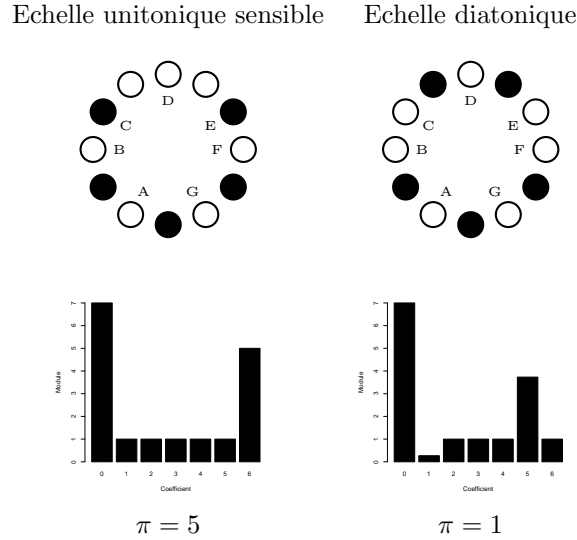 Echelle unitonique sensible Echelle diatonique
D D
C E C E
B F B F
A G A G
7 7
6 6
5 5
4 4
3 3
2 2
1 1
0 0
Module Module
0 1 2 3 4 5 6 0 1 2 3 4 5 6
Coefficient Coefficient
π = 5 π = 1